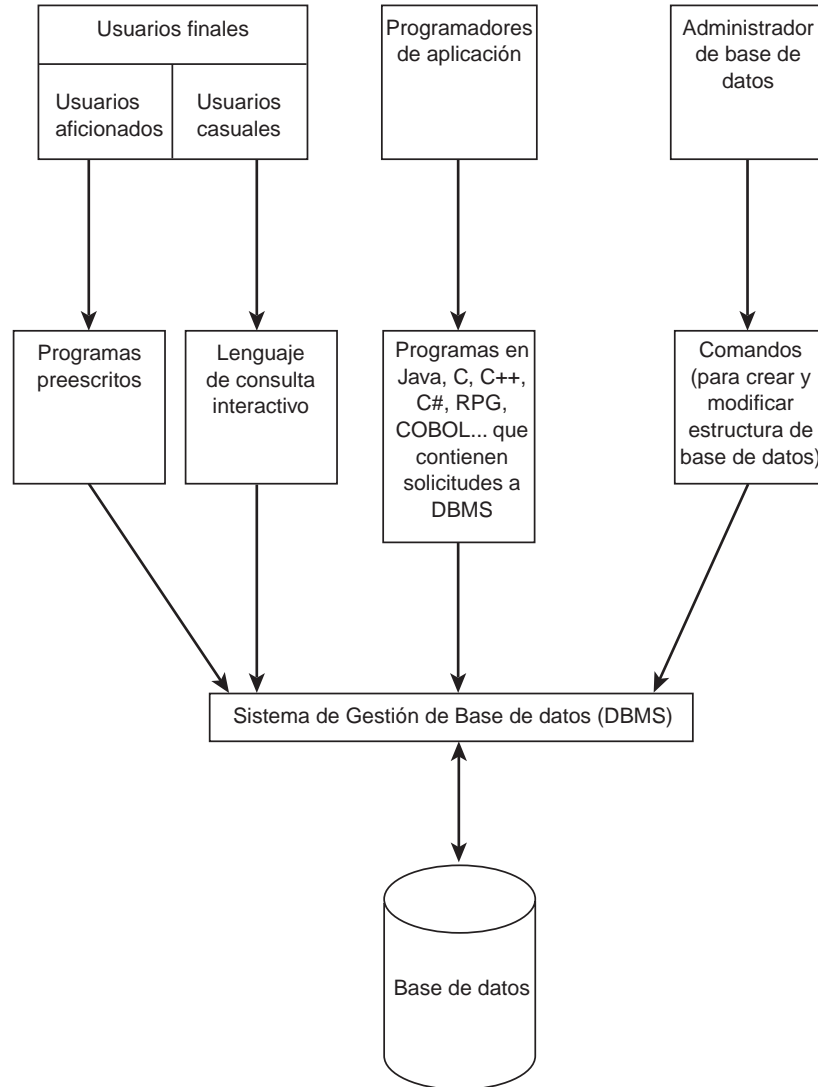 Usuarios finales
Usuarios
aficionados
Usuarios
casuales
Programadores
de aplicación
Administrador
de base de
datos
Programas
preescritos
Lenguaje
de consulta
interactivo
Programas en
Java, C, C++,
C#, RPG,
COBOL... que
contienen
solicitudes a
DBMS
Comandos
(para crear y
modificar
estructura de
base de datos)
Sistema de Gestión de Base de datos (DBMS)
Base de datos